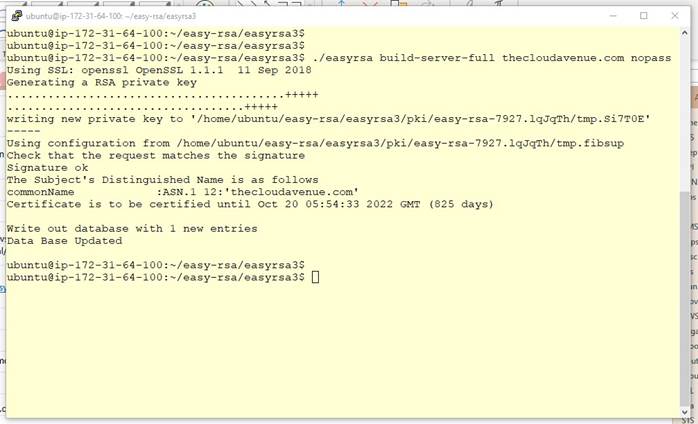 ubuntu@ip-172-31-64-100: ~/easy-rsa/easyrsa3
ubuntu@ip-172-31-64-100:~/easy-rsa/easyrsa3$
ubuntu@ip-172-31-64-100:~/easy-rsa/easyrsa3$
ubuntu@ip-172-31-64-100:~/easy-rsa/easyrsa3$ ./easyrsa build-server-full thecloudavenue.com nopass
Using SSL: openssl OpenSSL 1.1.1  11 Sep 2018
Generating a RSA private key
.........................................+++++
...................................+++++
writing new private key to '/home/ubuntu/easy-rsa/easyrsa3/pki/easy-rsa-7927.lqJqTh/tmp.Si7T0E'
-----
Using configuration from /home/ubuntu/easy-rsa/easyrsa3/pki/easy-rsa-7927.lqJqTh/tmp.fibsup
Check that the request matches the signature
Signature ok
The Subject's Distinguished Name is as follows
commonName            :ASN.1 12:'thecloudavenue.com'
Certificate is to be certified until Oct 20 05:54:33 2022 GMT (825 days)
Write out database with 1 new entries
Data Base Updated
ubuntu@ip-172-31-64-100:~/easy-rsa/easyrsa3$
ubuntu@ip-172-31-64-100:~/easy-rsa/easyrsa3$